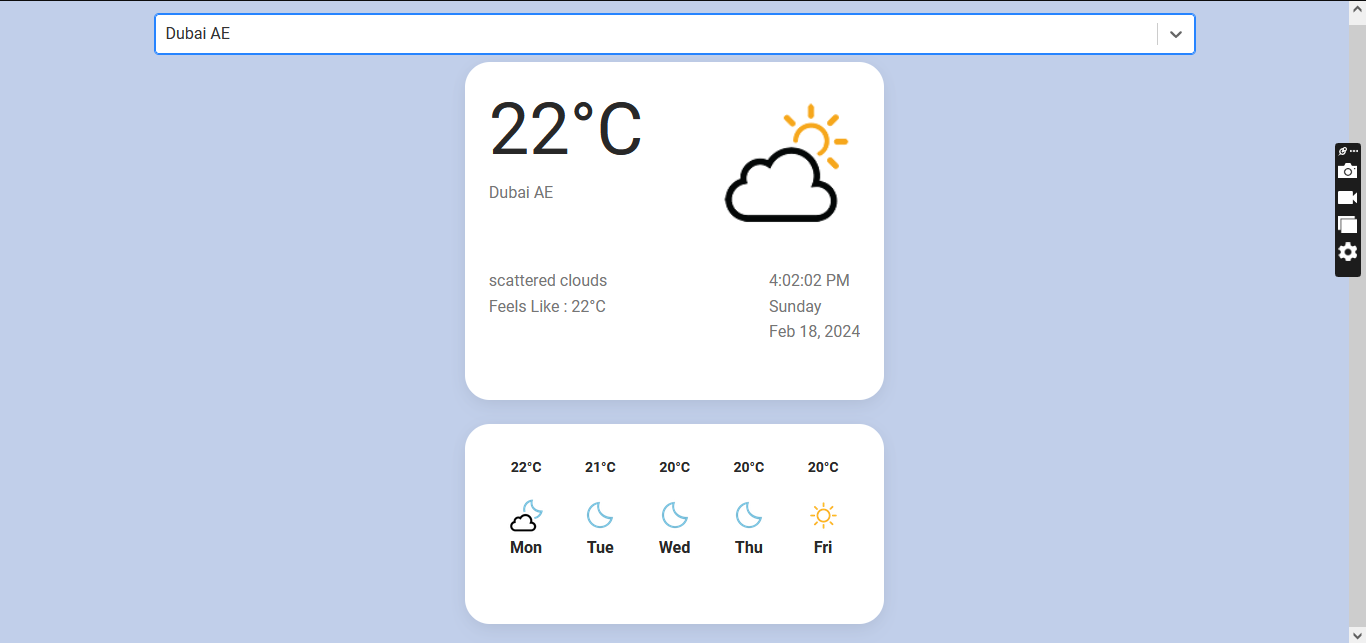 Dubai AE
22°C
Dubai AE
scattered clouds
Feels Like : 22°C
4:02:02 PM
Sunday
Feb 18, 2024
22°C 21°C 20°C 20°C 20°C
Mon Tue Wed Thu Fri